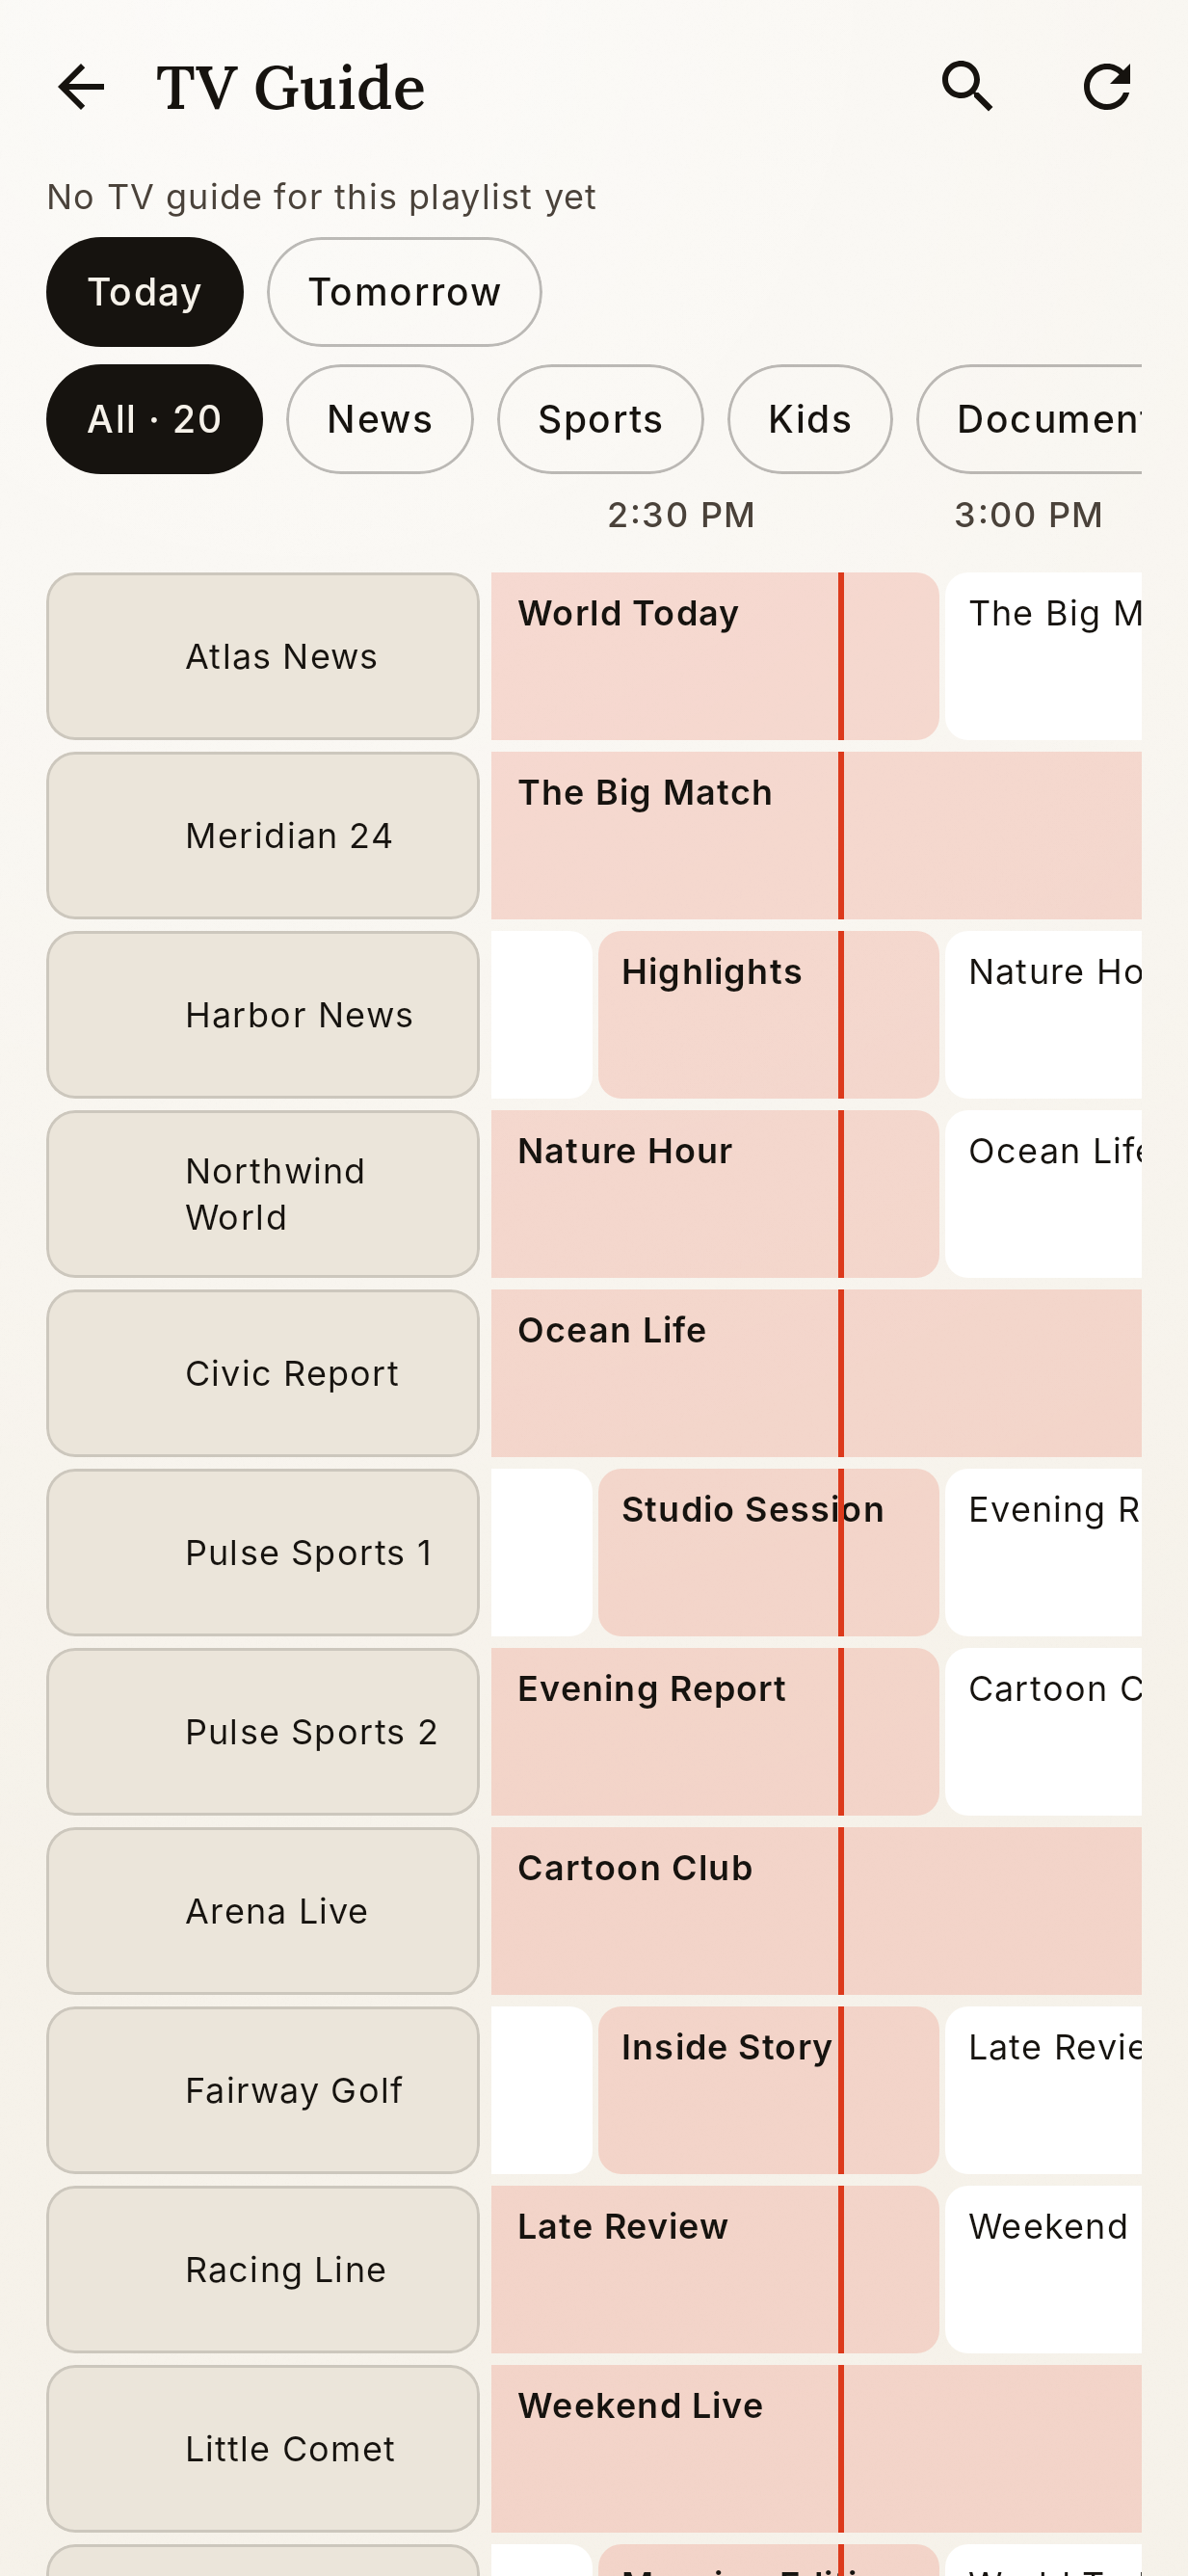 TV Guide
No TV guide for this playlist yet
Today Tomorrow
All · 20 News Sports Kids
2:30 PM 3:00 PM
Atlas News World Today The Big M
Meridian 24 The Big Match
Harbor News Highlights Nature Ho
Northwind World Nature Hour Ocean Life
Civic Report Ocean Life
Pulse Sports 1 Studio Session Evening R
Pulse Sports 2 Evening Report Cartoon C
Arena Live Cartoon Club
Fairway Golf Inside Story Late Revie
Racing Line Late Review Weekend
Little Comet Weekend Live